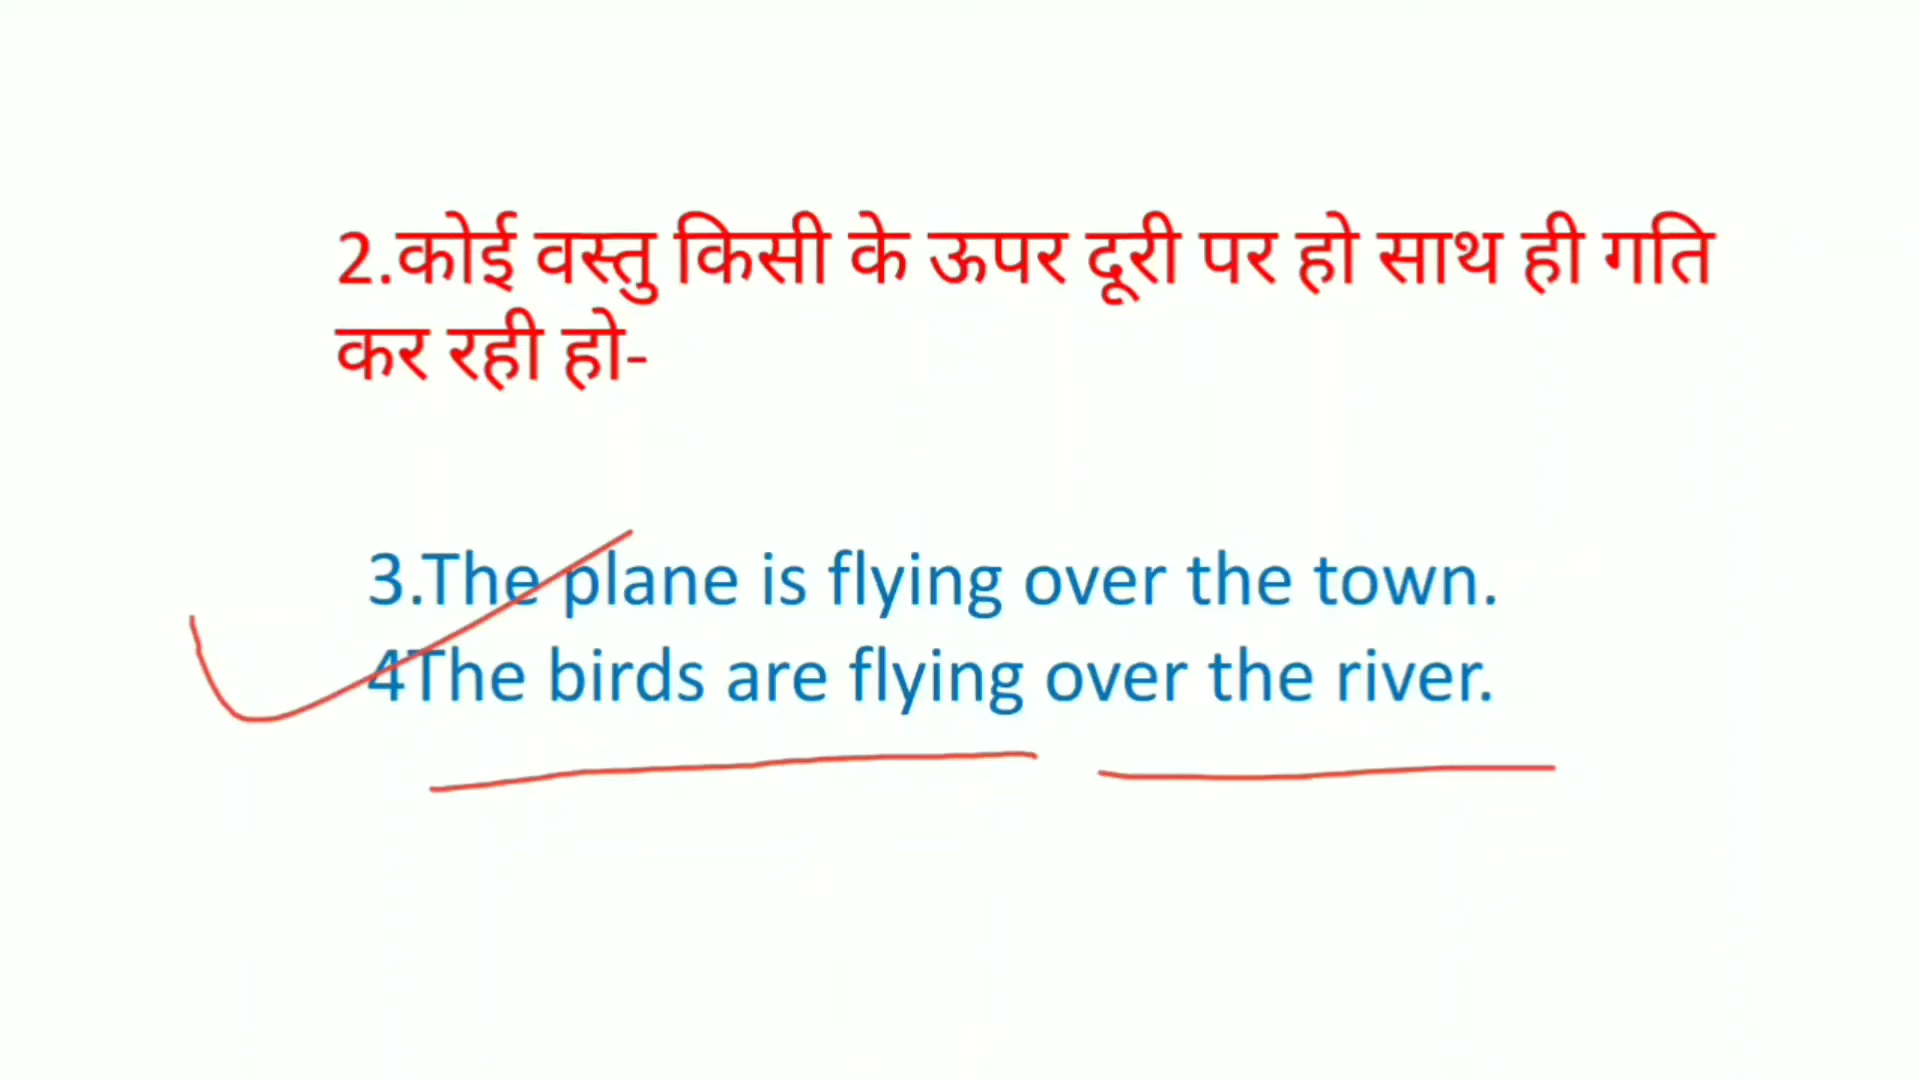 2.कोई वस्तु किसी के ऊपर दूरी पर हो साथ ही गति
कर रही हो-
3.The plane is flying over the town.
4The birds are flying over the river.